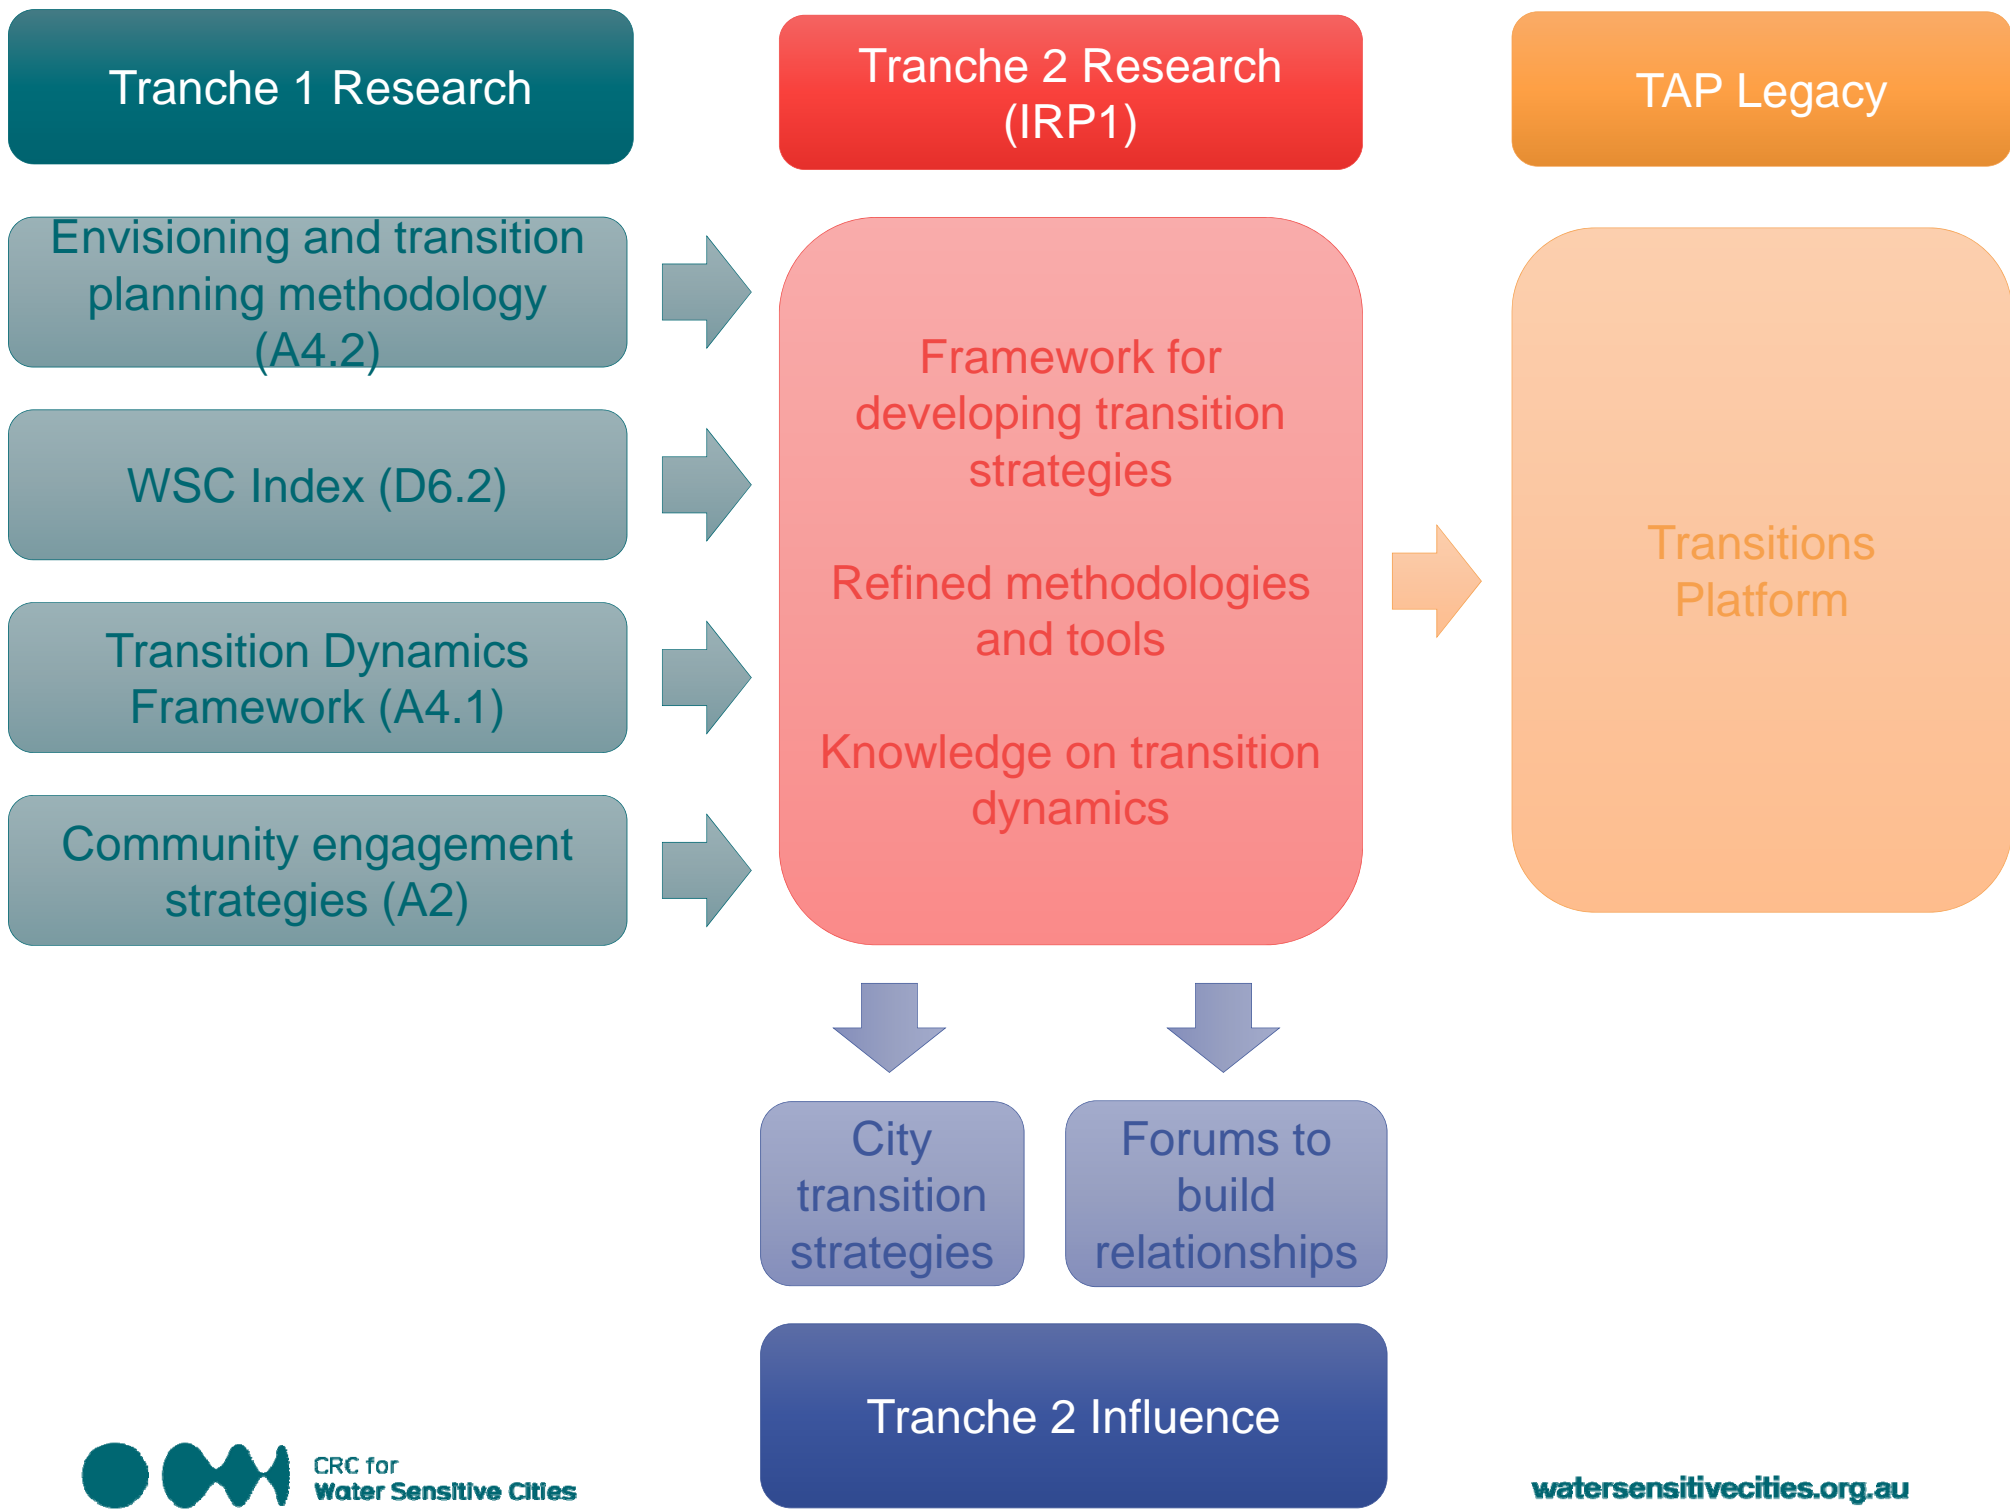 Tranche 1 Research
Tranche 2 Research
(IRP1)
TAP Legacy
Envisioning and transition
planning methodology
(A4.2)
WSC Index (D6.2)
Transition Dynamics
Framework (A4.1)
Community engagement
strategies (A2)
Framework for
developing transition
strategies
Refined methodologies
and tools
Knowledge on transition
dynamics
Transitions
Platform
City
transition
strategies
Forums to
build
relationships
Tranche 2 Influence
CRC for
Water Sensitive Cities
watersensitivecities.org.au